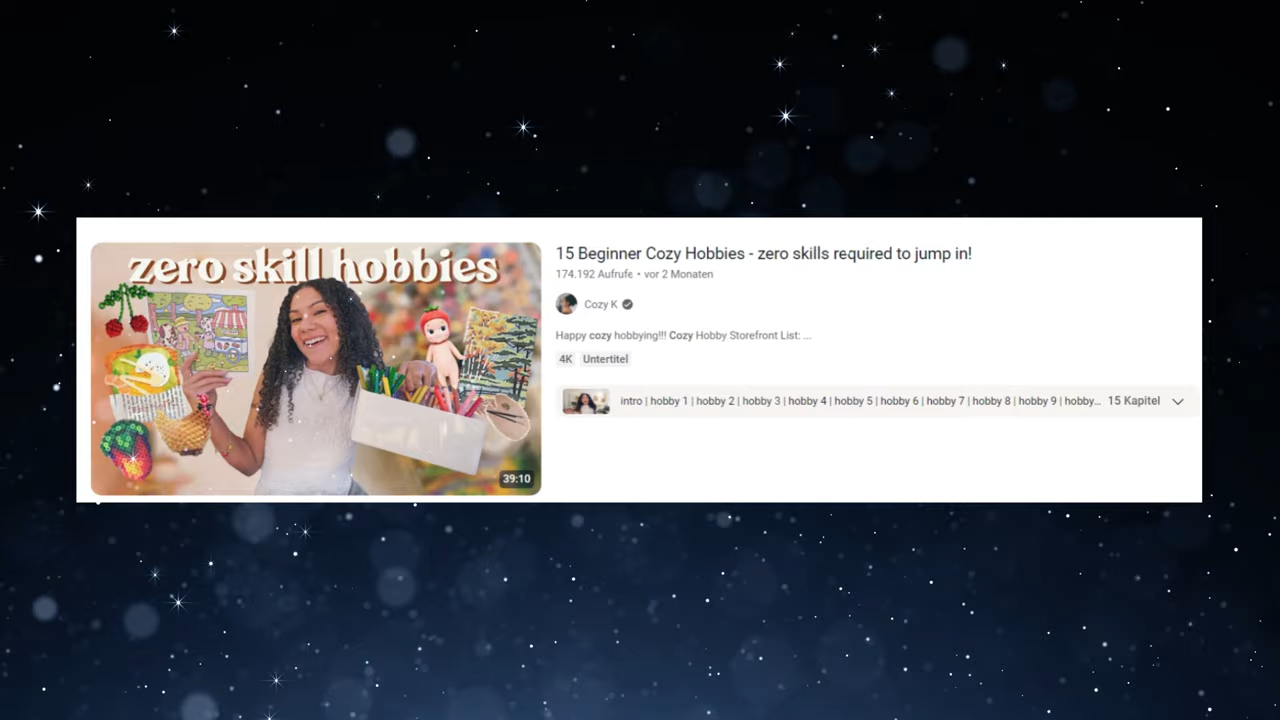 zero skill hobbies
39:10
15 Beginner Cozy Hobbies - zero skills required to jump in!
174.192 Aufrufe • vor 2 Monaten
Cozy K
Happy cozy hobbying!!! Cozy Hobby Storefront List: ...
4K Untertitel
intro | hobby 1 | hobby 2 | hobby 3 | hobby 4 | hobby 5 | hobby 6 | hobby 7 | hobby 8 | hobby 9 | hobby... 15 Kapitel